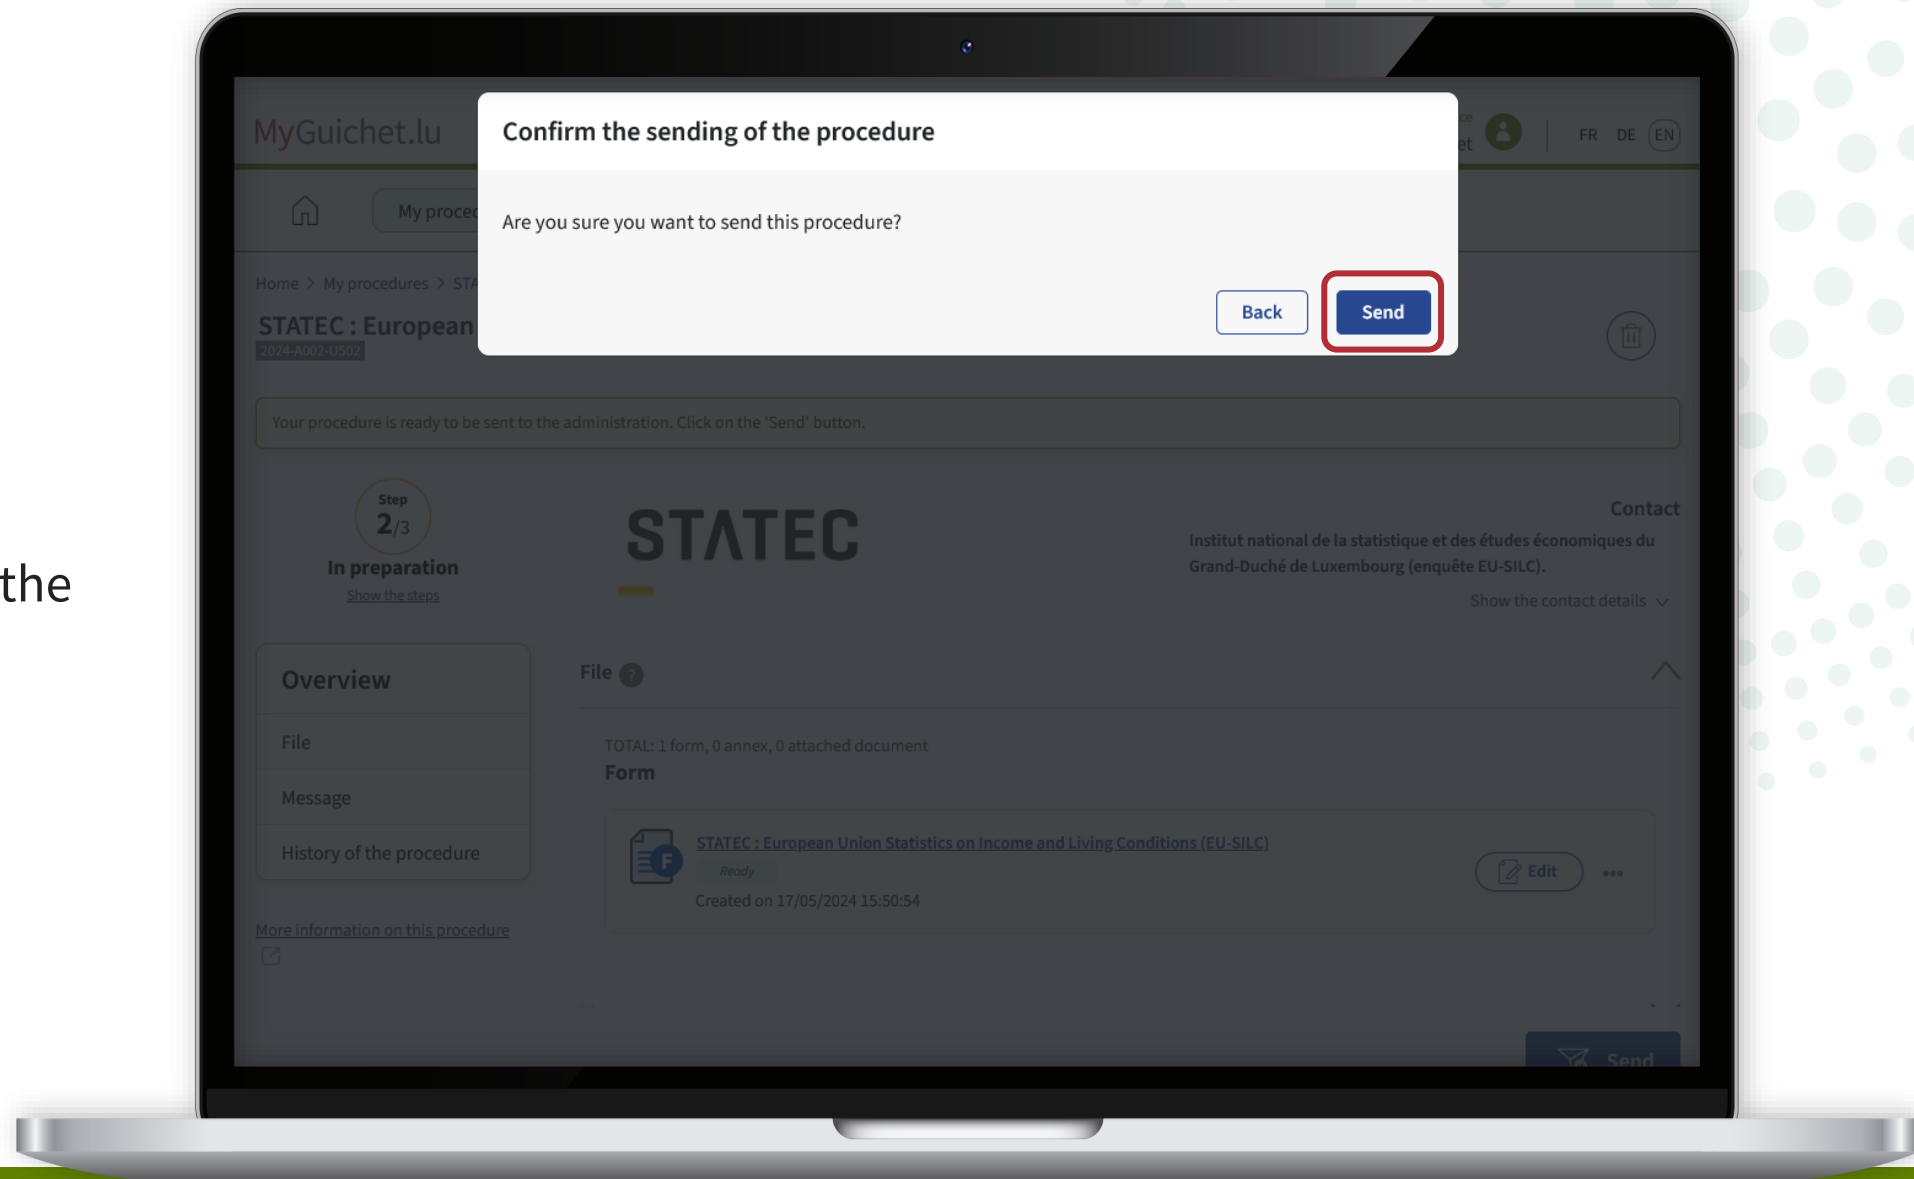 Confirm the sending of the procedure
Are you sure you want to send this procedure?
Back
Send
MyGuichet.lu
FR DE EN
My proced
Home > My procedures > STA
STATEC : European
2024-A002-U502
Your procedure is ready to be sent to the administration. Click on the 'Send' button.
Step
2/3
In preparation
Show the steps
STATEC
Contact
Institut national de la statistique et des études économiques du
Grand-Duché de Luxembourg (enquête EU-SILC).
Show the contact details
the
Overview
File
Message
History of the procedure
More information on this procedure
File ?
TOTAL: 1 form, 0 annex, 0 attached document
Form
F
STATEC : European Union Statistics on Income and Living Conditions (EU-SILC)
Ready
Created on 17/05/2024 15:50:54
Edit
Send